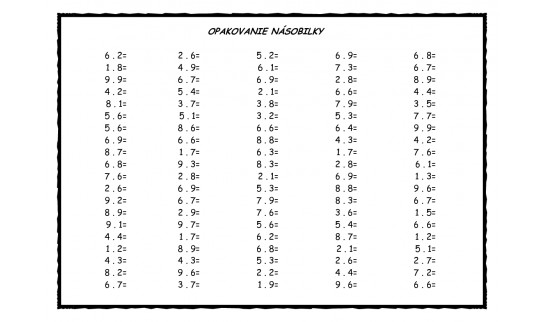 OPAKOVANIE NÁSOBILKY
6.2= 2.6= 5.2= 6.9= 6.8=
1.8= 4.9= 6.1= 7.3= 6.7=
9.9= 6.7= 6.9= 2.8= 8.9=
4.2= 5.4= 2.1= 6.6= 4.4=
8.1= 3.7= 3.8= 7.9= 3.5=
5.6= 5.1= 3.2= 5.3= 7.7=
5.6= 8.6= 6.6= 6.4= 9.9=
6.9= 6.6= 8.8= 4.3= 4.2=
8.7= 1.7= 6.3= 1.7= 7.6=
6.8= 9.3= 8.3= 2.8= 6.1=
7.6= 2.8= 2.1= 6.9= 1.3=
2.6= 6.9= 5.3= 8.8= 9.6=
9.2= 6.7= 7.9= 8.3= 6.7=
8.9= 2.9= 7.6= 3.6= 1.5=
9.1= 9.7= 5.6= 5.4= 6.6=
4.4= 1.7= 6.2= 8.7= 1.2=
1.2= 8.9= 6.8= 2.1= 5.1=
4.3= 4.3= 5.3= 2.6= 2.7=
8.2= 9.6= 2.2= 4.4= 7.2=
6.7= 3.7= 1.9= 9.6= 6.6=